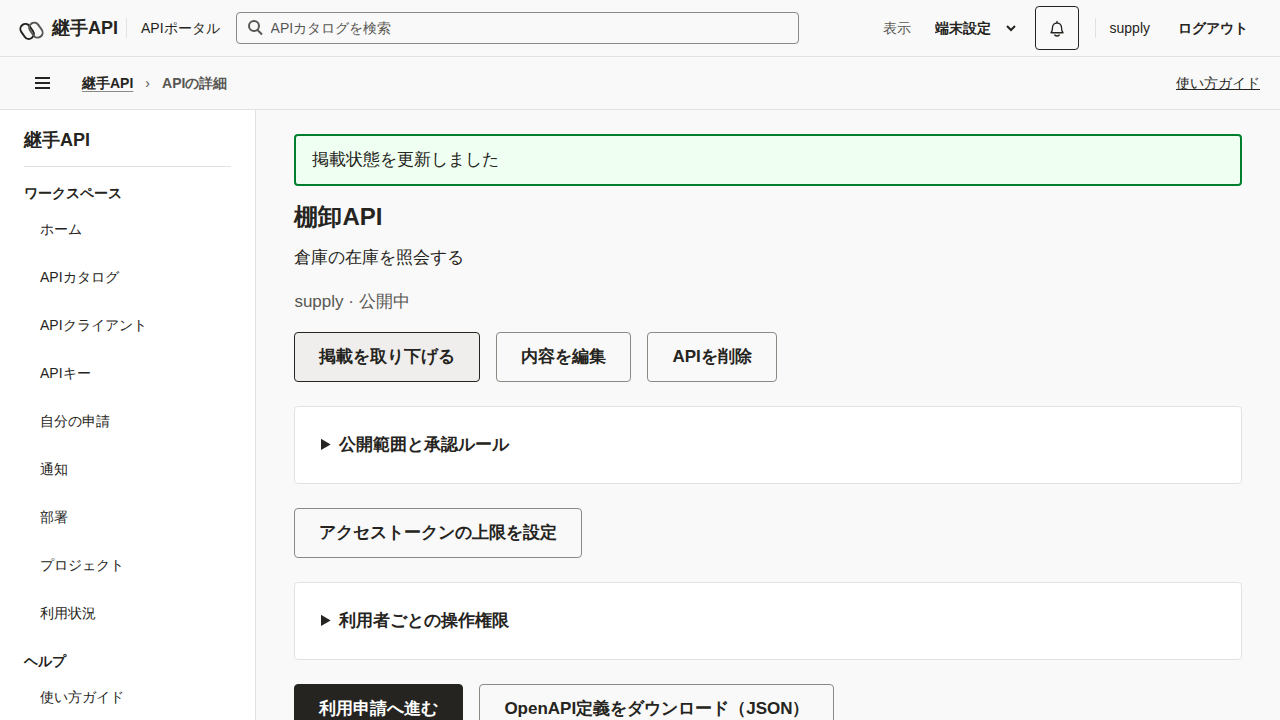 継手API
APIポータル
APIカタログを検索
表示
端末設定
supply
ログアウト
継手API › APIの詳細
使い方ガイド
継手API
ワークスペース
ホーム
APIカタログ
APIクライアント
APIキー
自分の申請
通知
部署
プロジェクト
利用状況
ヘルプ
使い方ガイド
掲載状態を更新しました
棚卸API
倉庫の在庫を照会する
supply · 公開中
掲載を取り下げる
内容を編集
APIを削除
公開範囲と承認ルール
アクセストークンの上限を設定
利用者ごとの操作権限
利用申請へ進む
OpenAPI定義をダウンロード（JSON）